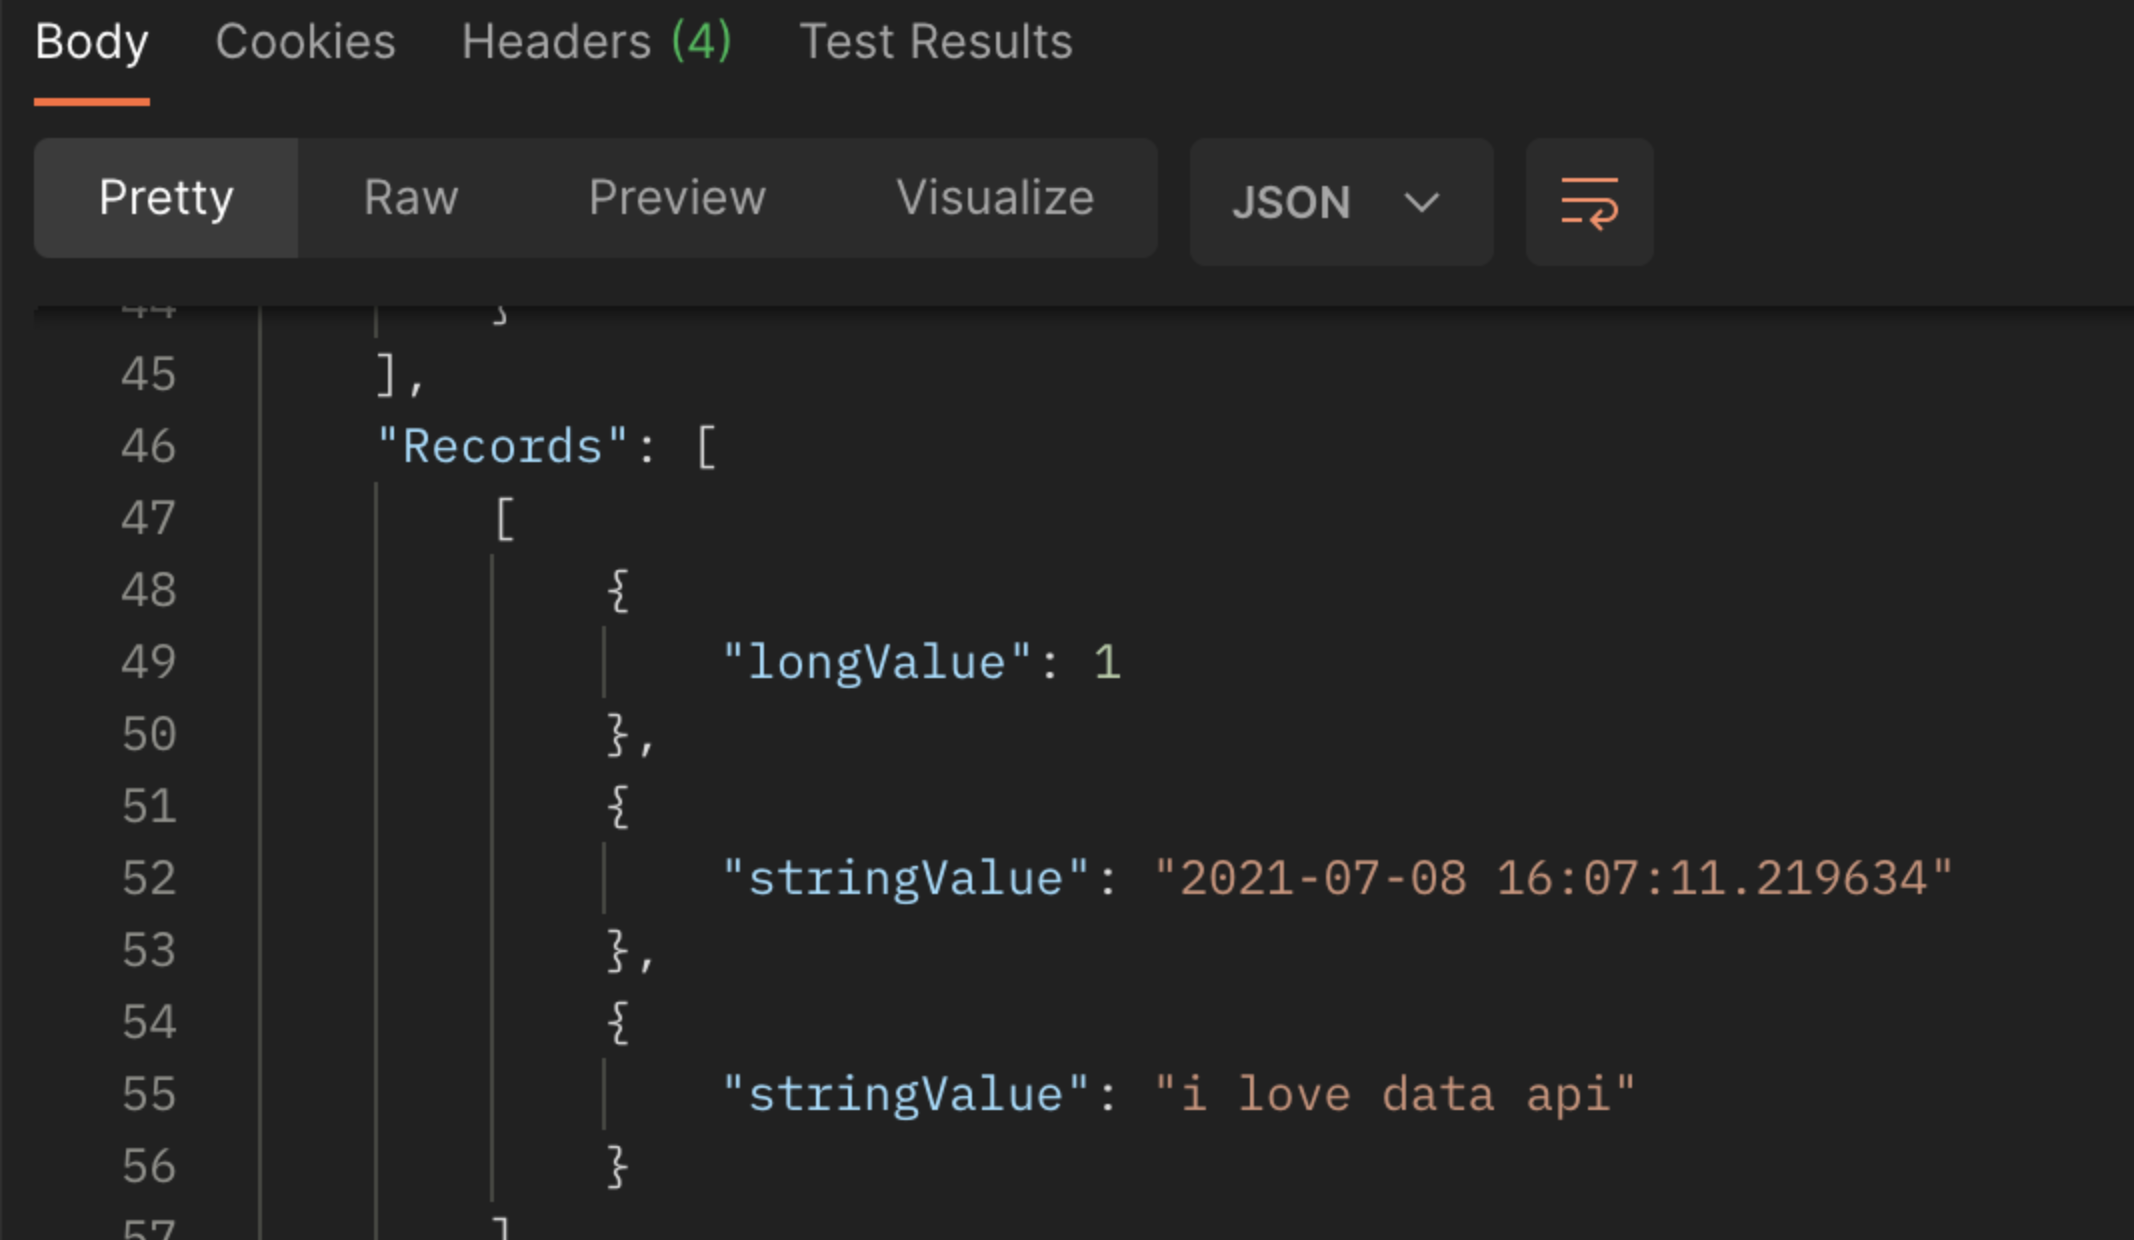 Body Cookies Headers (4) Test Results
Pretty Raw Preview Visualize JSON
44 }
45 ],
46 "Records": [
47 [
48 {
49 "longValue": 1
50 },
51 {
52 "stringValue": "2021-07-08 16:07:11.219634"
53 },
54 {
55 "stringValue": "i love data api"
56 }
57 ]